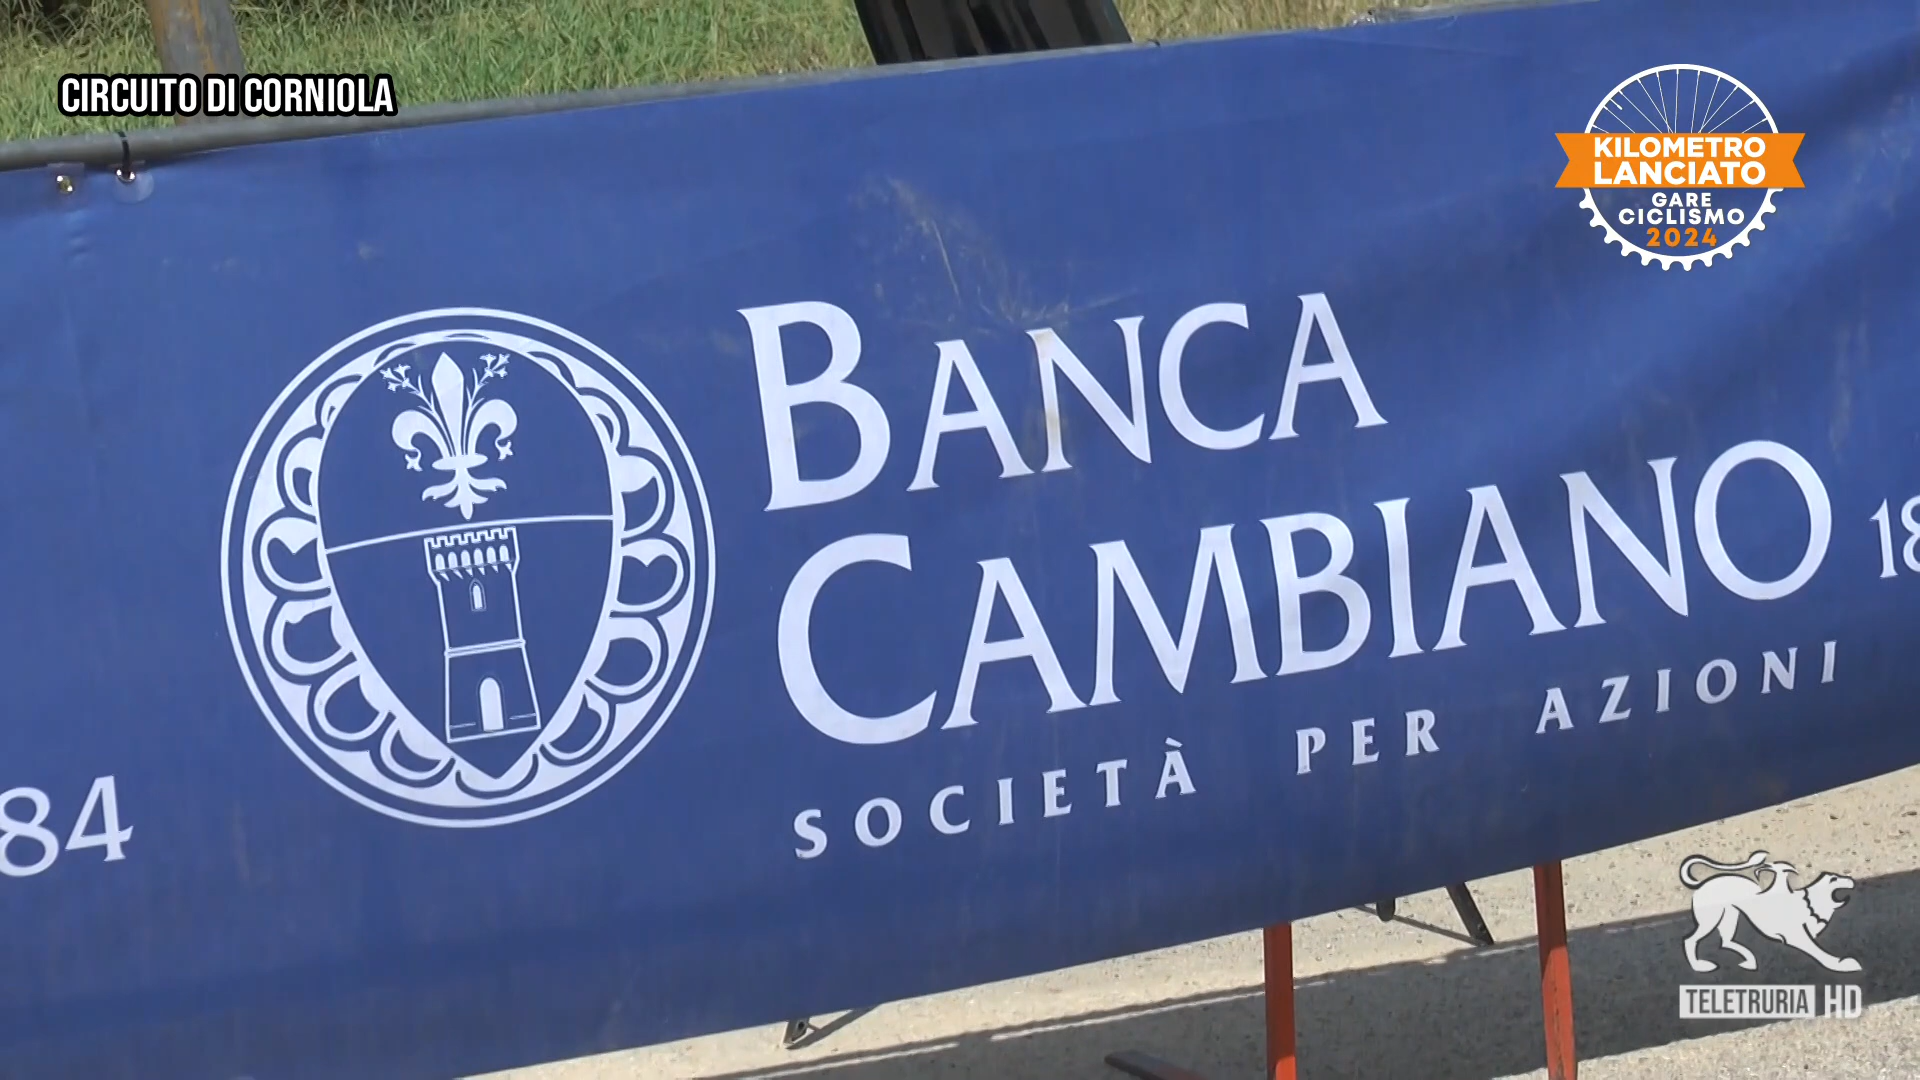 CIRCUITO DI CORNIOLA
KILOMETRO
LANCIATO
GARE
CICLISMO
2024
BANCA
CAMBIANO 18
SOCIETÀ PER AZIONI
84
TELETRURIA HD